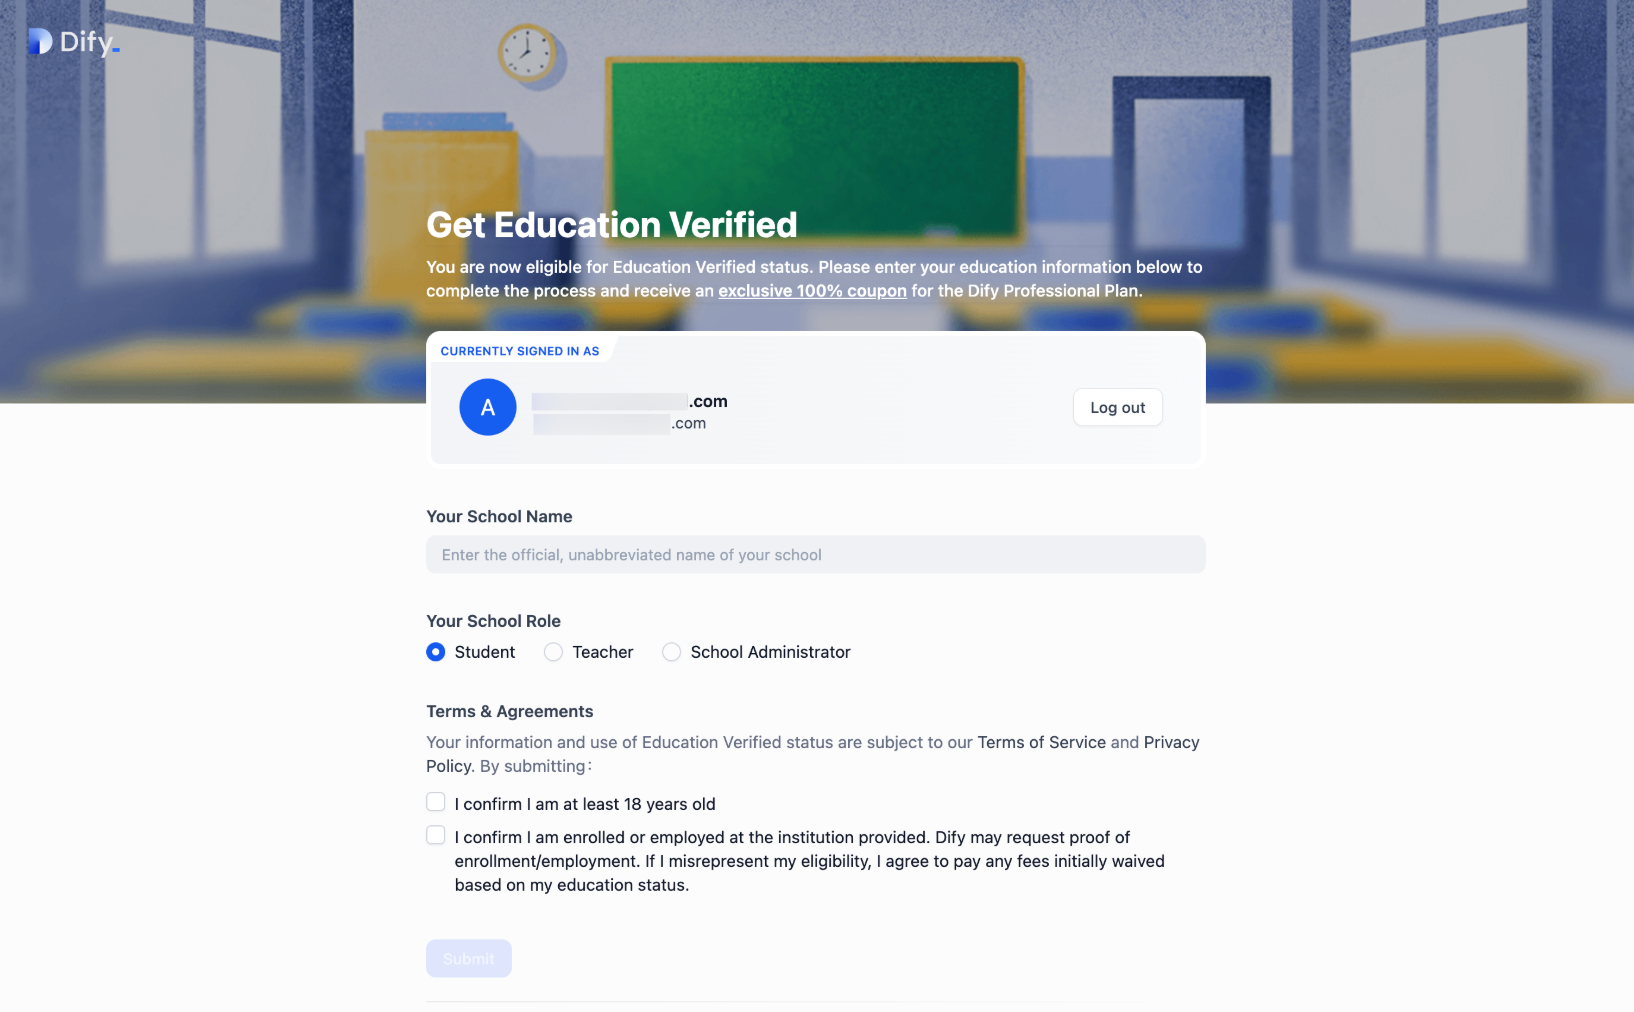 Dify_
Get Education Verified
You are now eligible for Education Verified status. Please enter your education information below to
complete the process and receive an exclusive 100% coupon for the Dify Professional Plan.
CURRENTLY SIGNED IN AS
A
.com
.com
Log out
Your School Name
Enter the official, unabbreviated name of your school
Your School Role
Student
Teacher
School Administrator
Terms & Agreements
Your information and use of Education Verified status are subject to our Terms of Service and Privacy
Policy. By submitting:
I confirm I am at least 18 years old
I confirm I am enrolled or employed at the institution provided. Dify may request proof of
enrollment/employment. If I misrepresent my eligibility, I agree to pay any fees initially waived
based on my education status.
Submit